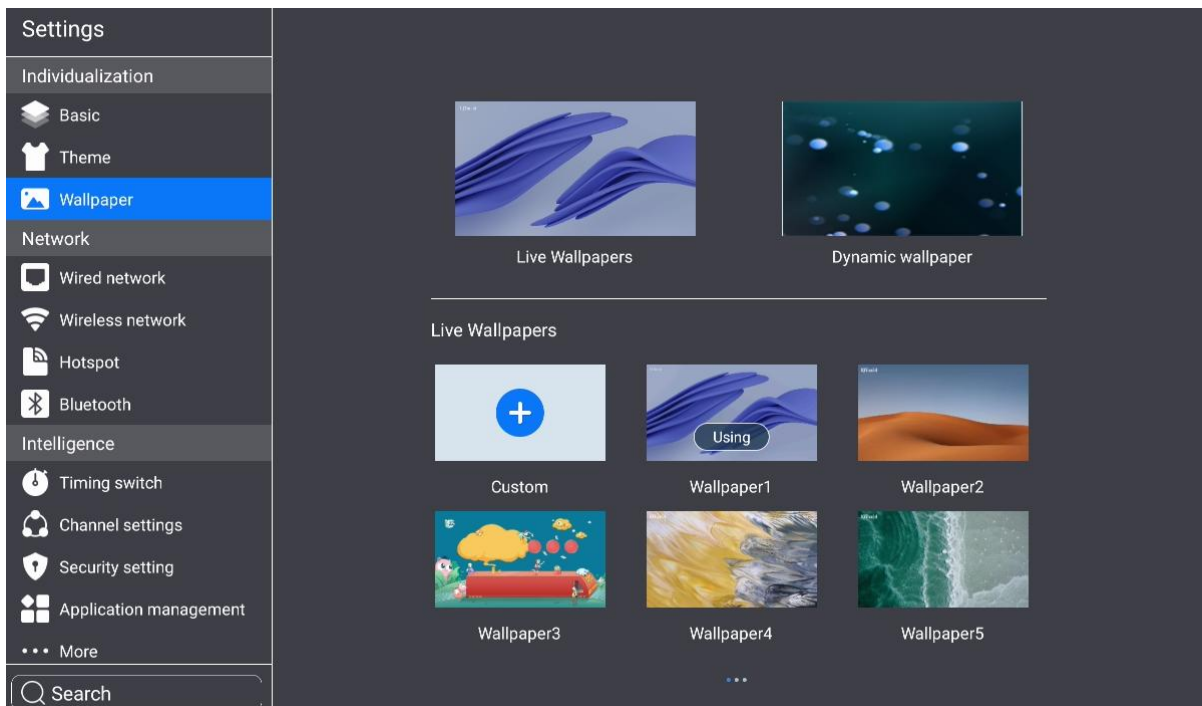 Settings
Individualization
Basic
Theme
Wallpaper
Network
Wired network
Wireless network
Hotspot
Bluetooth
Intelligence
Timing switch
Channel settings
Security setting
Application management
More
Search
Live Wallpapers
Dynamic wallpaper
Live Wallpapers
Using
Custom
Wallpaper1
Wallpaper2
Wallpaper3
Wallpaper4
Wallpaper5